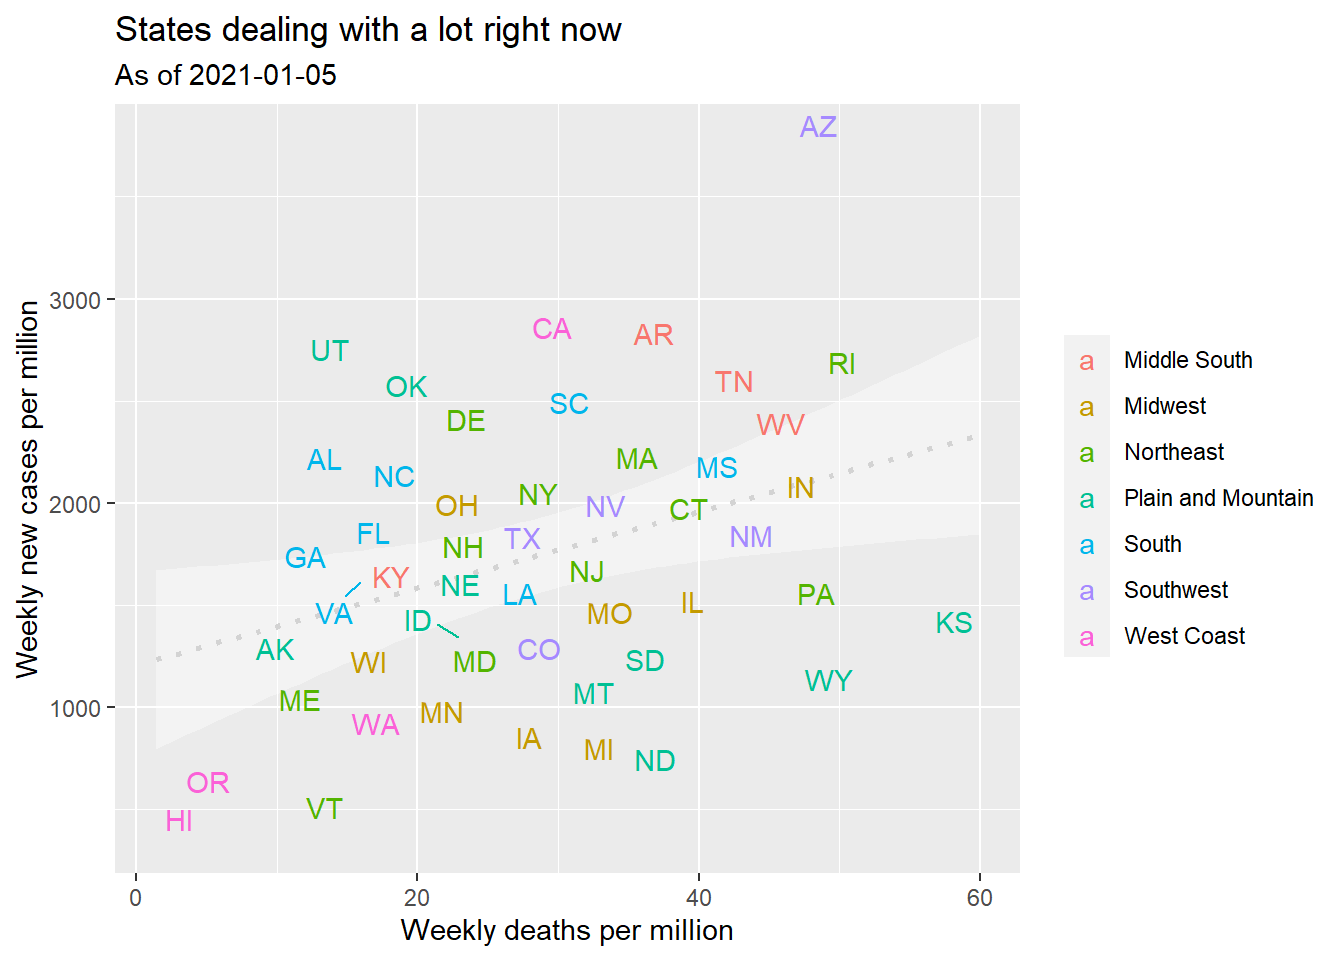 States dealing with a lot right now
As of 2021-01-05
Weekly new cases per million
3000
2000
1000
AZ
CA
AR
UT
RI
OK
TN
SC
DE
WV
AL
NC
MA
MS
IN
OH
NY
NV
CT
FL
TX
NM
GA
NH
KY
NE
NJ
LA
PA
VA
ID
MO
IL
KS
AK
WI
MD
CO
SD
WY
ME
MT
WA
MN
IA
MI
ND
OR
VT
HI
0 20 40 60
Weekly deaths per million
a Middle South
a Midwest
a Northeast
a Plain and Mountain
a South
a Southwest
a West Coast